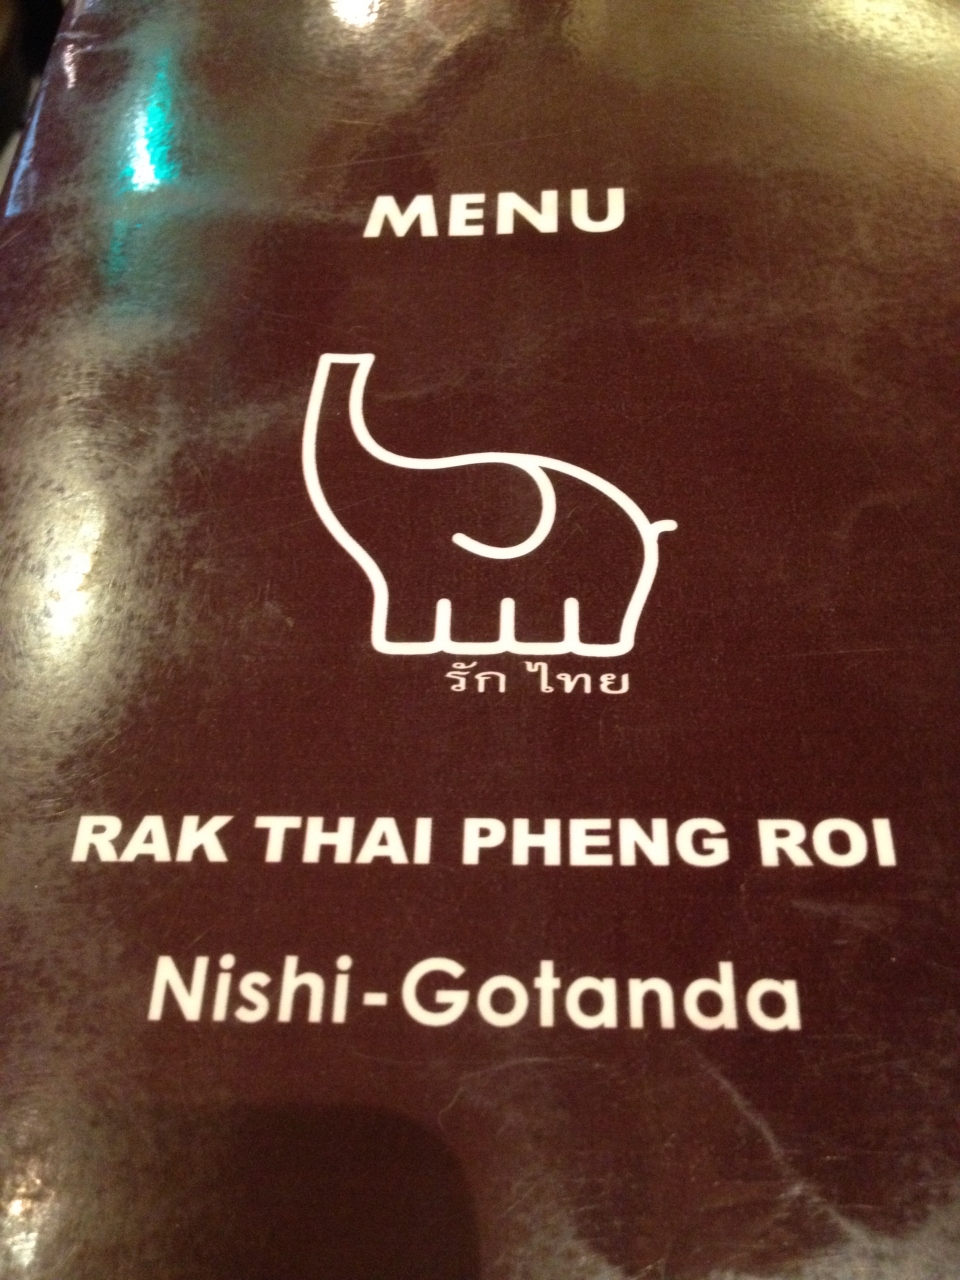 MENU
รัก ไทย
RAK THAI PHENG ROI
Nishi-Gotanda